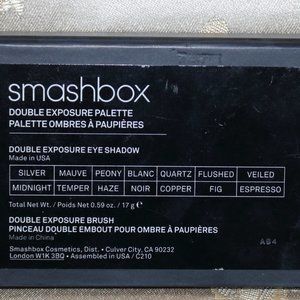 smashbox
DOUBLE EXPOSURE PALETTE
PALETTE OMBRES À PAUPIÈRES
DOUBLE EXPOSURE EYE SHADOW
Made in USA
SILVER MAUVE PEONY BLANC QUARTZ FLUSHED VEILED
MIDNIGHT TEMPER HAZE NOIR COPPER FIG ESPRESSO
Total Net Wt. / Poids Net 0.59 oz. / 17 g ℮
DOUBLE EXPOSURE BRUSH
PINCEAU DOUBLE EMBOUT POUR OMBRE À PAUPIÈRES
Made in China
Smashbox Cosmetics, Dist. • Culver City, CA 90232
London W1K 3BQ • Assembled in USA / C210
AB4